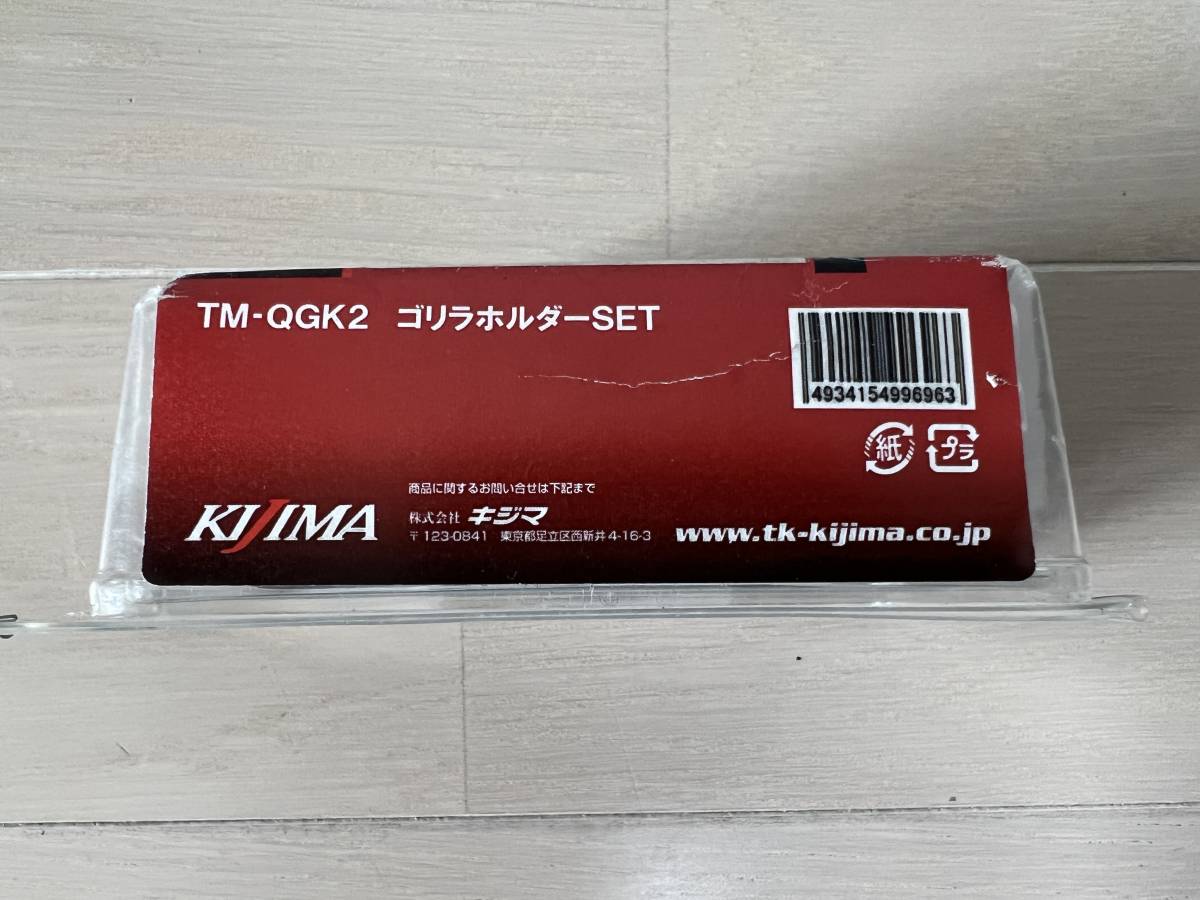 TM-QGK2 ゴリラホルダーSET
4934154996963
紙
プラ
商品に関するお問い合せは下記まで
KIJIMA
株式会社 キジマ
〒123-0841 東京都足立区西新井4-16-3
www.tk-kijima.co.jp